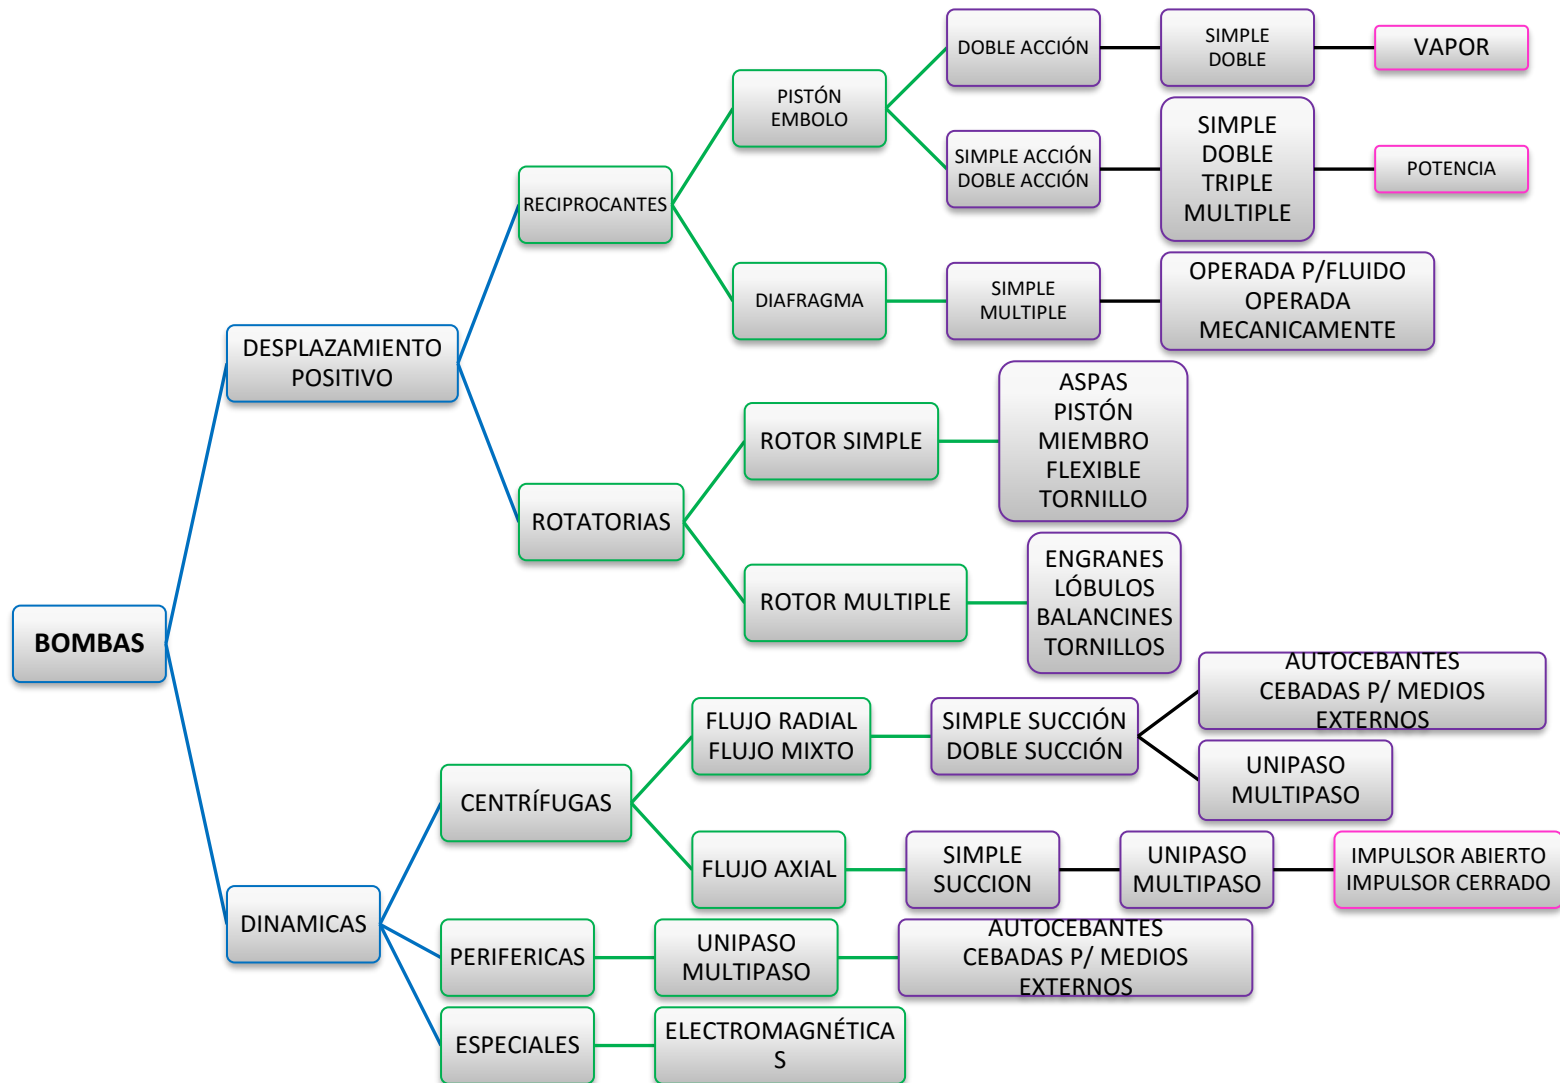 BOMBAS
DESPLAZAMIENTO
POSITIVO
RECIPROCANTES
PISTÓN
EMBOLO
DOBLE ACCIÓN
SIMPLE
DOBLE
VAPOR
SIMPLE ACCIÓN
DOBLE ACCIÓN
SIMPLE
DOBLE
TRIPLE
MULTIPLE
POTENCIA
DIAFRAGMA
SIMPLE
MULTIPLE
OPERADA P/FLUIDO
OPERADA
MECANICAMENTE
ROTATORIAS
ROTOR SIMPLE
ASPAS
PISTÓN
MIEMBRO
FLEXIBLE
TORNILLO
ROTOR MULTIPLE
ENGRANES
LÓBULOS
BALANCINES
TORNILLOS
DINAMICAS
CENTRÍFUGAS
FLUJO RADIAL
FLUJO MIXTO
SIMPLE SUCCIÓN
DOBLE SUCCIÓN
AUTOCEBANTES
CEBADAS P/ MEDIOS
EXTERNOS
UNIPASO
MULTIPASO
FLUJO AXIAL
SIMPLE
SUCCION
UNIPASO
MULTIPASO
IMPULSOR ABIERTO
IMPULSOR CERRADO
PERIFERICAS
UNIPASO
MULTIPASO
AUTOCEBANTES
CEBADAS P/ MEDIOS
EXTERNOS
ESPECIALES
ELECTROMAGNÉTICA
S